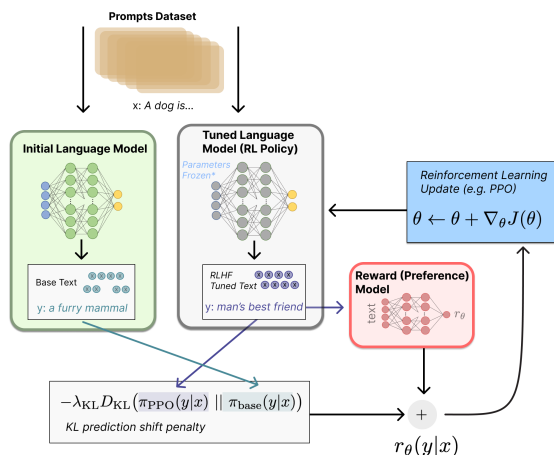 Prompts Dataset
x: A dog is...
Initial Language Model
Tuned Language
Model (RL Policy)
Parameters
Frozen*
Reinforcement Learning
Update (e.g. PPO)
θ ← θ + ∇θJ(θ)
Base Text
x x x x
x x x x
y: a furry mammal
RLHF
Tuned Text
x x x x
x x x x
y: man's best friend
Reward (Preference)
Model
text
rθ
−λKL DKL(πPPO(y|x) || πbase(y|x))
KL prediction shift penalty
+
rθ(y|x)